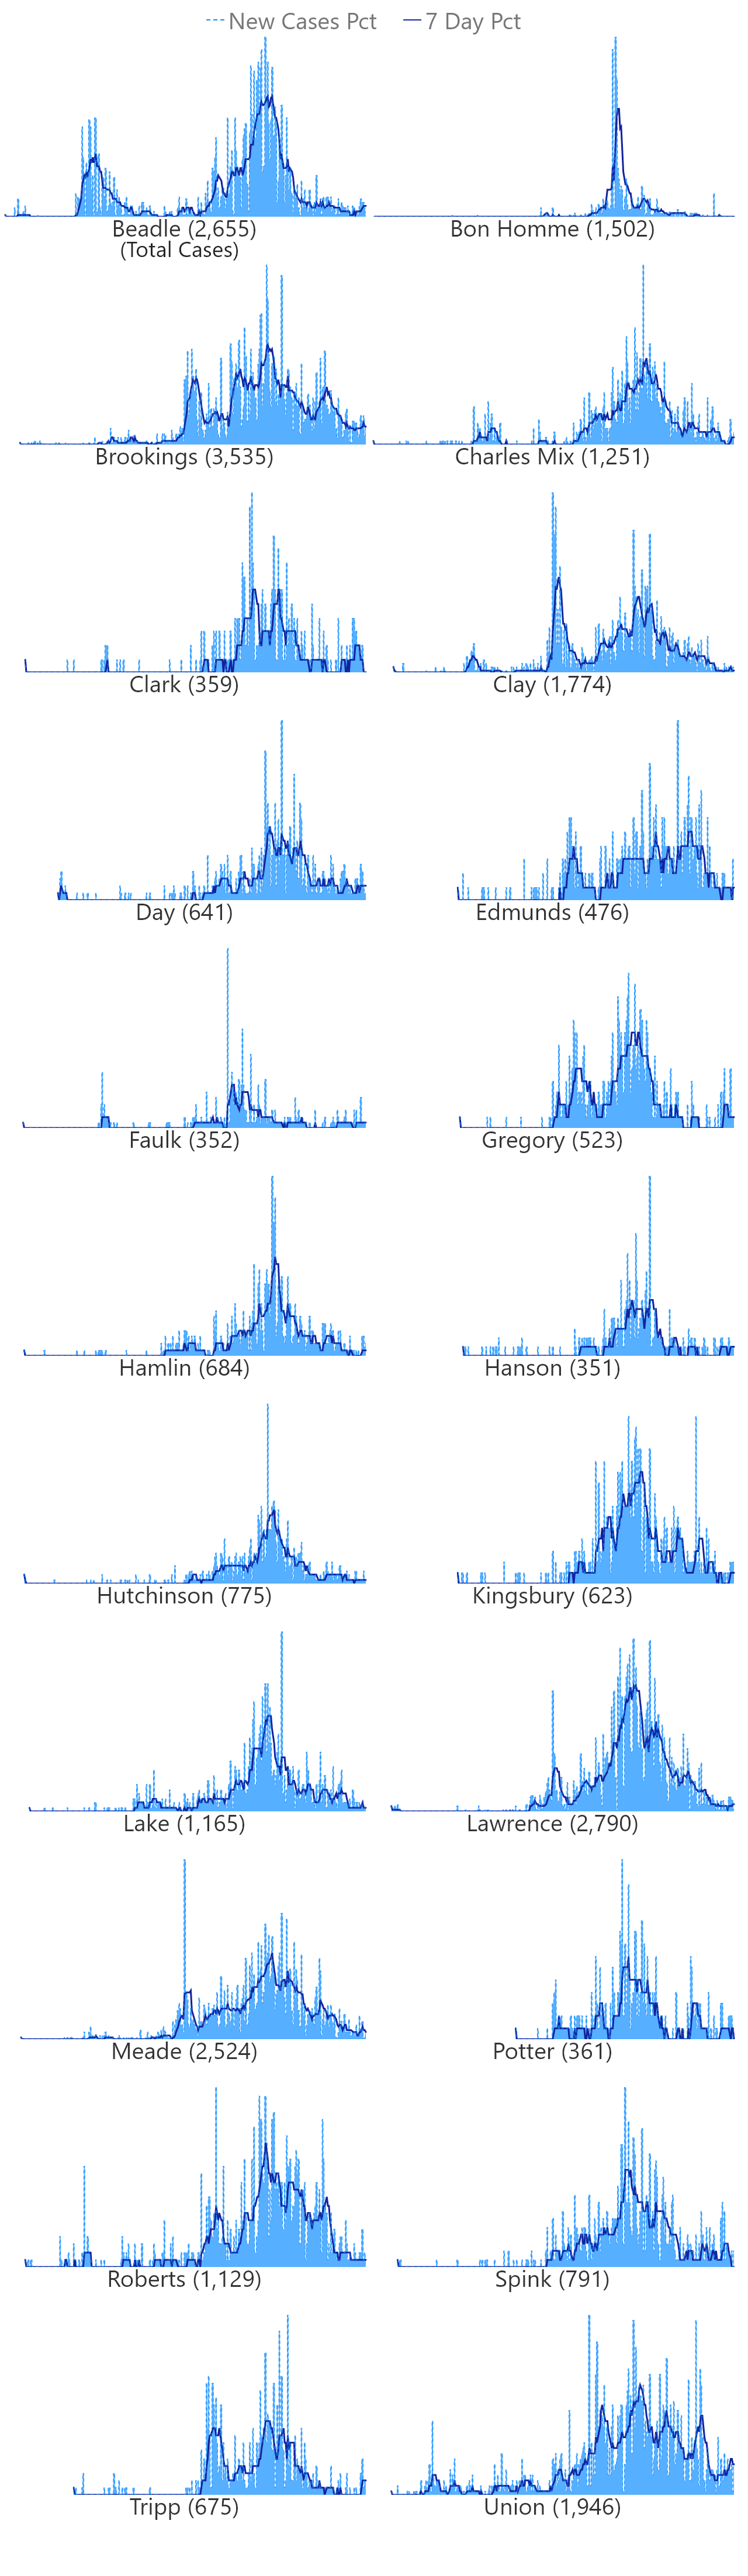 New Cases Pct 7 Day Pct
Beadle (2,655) Bon Homme (1,502)
(Total Cases)
Brookings (3,535) Charles Mix (1,251)
Clark (359) Clay (1,774)
Day (641) Edmunds (476)
Faulk (352) Gregory (523)
Hamlin (684) Hanson (351)
Hutchinson (775) Kingsbury (623)
Lake (1,165) Lawrence (2,790)
Meade (2,524) Potter (361)
Roberts (1,129) Spink (791)
Tripp (675) Union (1,946)